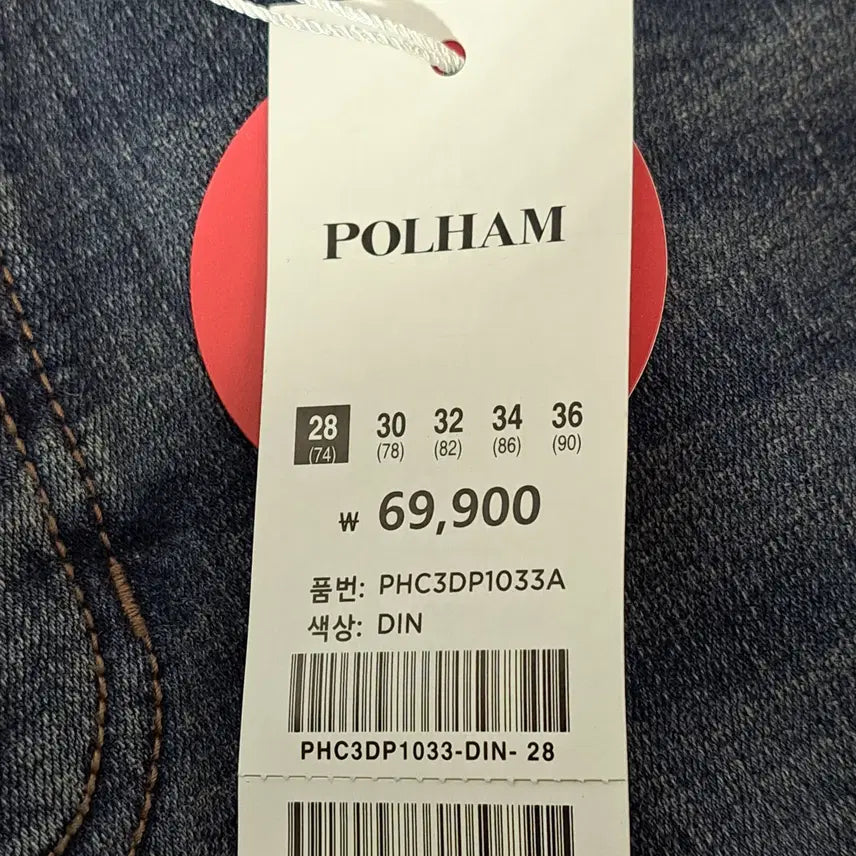 POLHAM
28 30 32 34 36
(74) (78) (82) (86) (90)
₩ 69,900
품번: PHC3DP1033A
색상: DIN
PHC3DP1033-DIN- 28